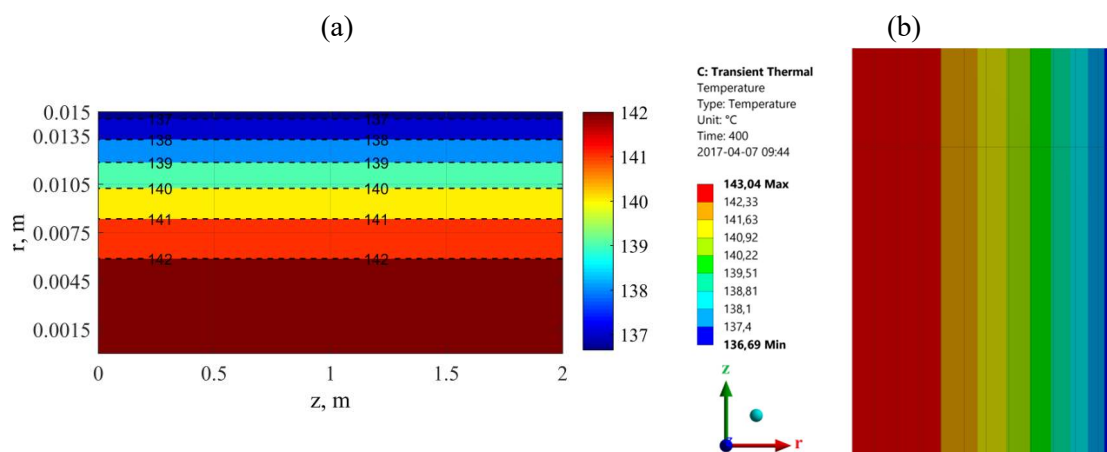 (a)
(b)
0.015
0.0135
0.0105
0.0075
0.0045
0.0015
r, m
137
137
138
138
139
139
140
140
141
141
142
142
0
0.5
1
1.5
2
z, m
142
141
140
139
138
137
C: Transient Thermal
Temperature
Type: Temperature
Unit: °C
Time: 400
2017-04-07 09:44
143,04 Max
142,33
141,63
140,92
140,22
139,51
138,81
138,1
137,4
136,69 Min
z
r